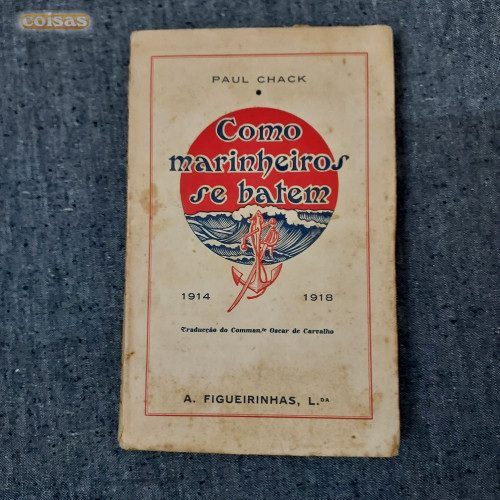 coisas
PAUL CHACK
Como
marinheiros
se batem
1914 1918
Traducção do Comman.te Oscar de Carvalho
A. FIGUEIRINHAS, L.DA